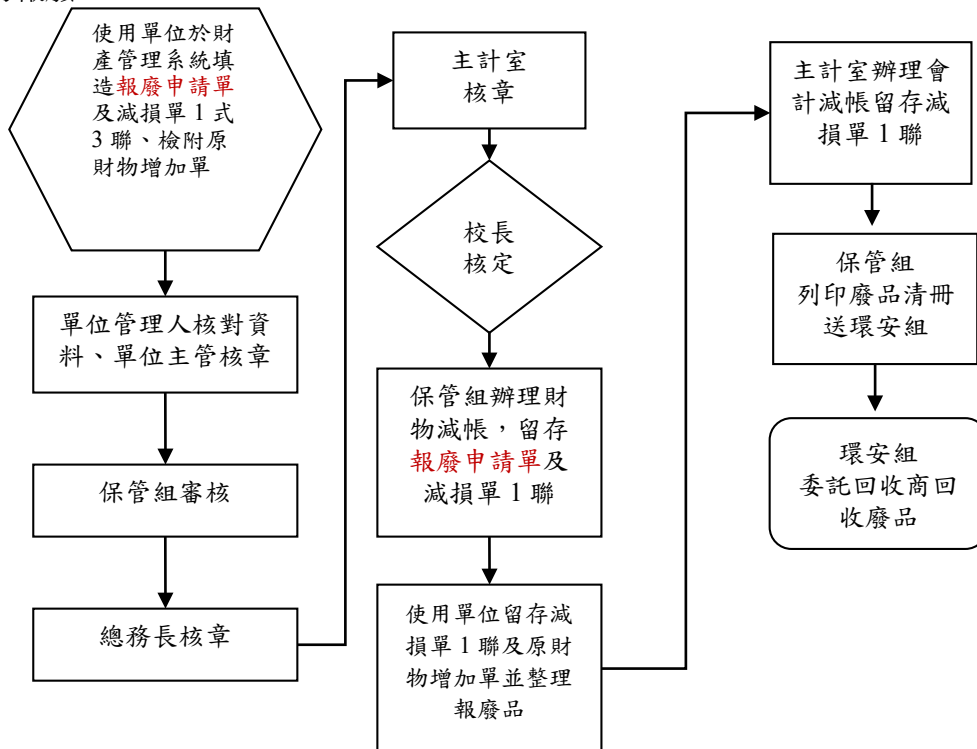 使用單位於財
產管理系統填
造報廢申請單
及減損單 1 式
3 聯、檢附原
財物增加單
單位管理人核對資
料、單位主管核章
保管組審核
總務長核章
主計室
核章
校長
核定
保管組辦理財
物減帳，留存
報廢申請單及
減損單 1 聯
使用單位留存減
損單 1 聯及原財
物增加單並整理
報廢品
主計室辦理會
計減帳留存減
損單 1 聯
保管組
列印廢品清冊
送環安組
環安組
委託回收商回
收廢品